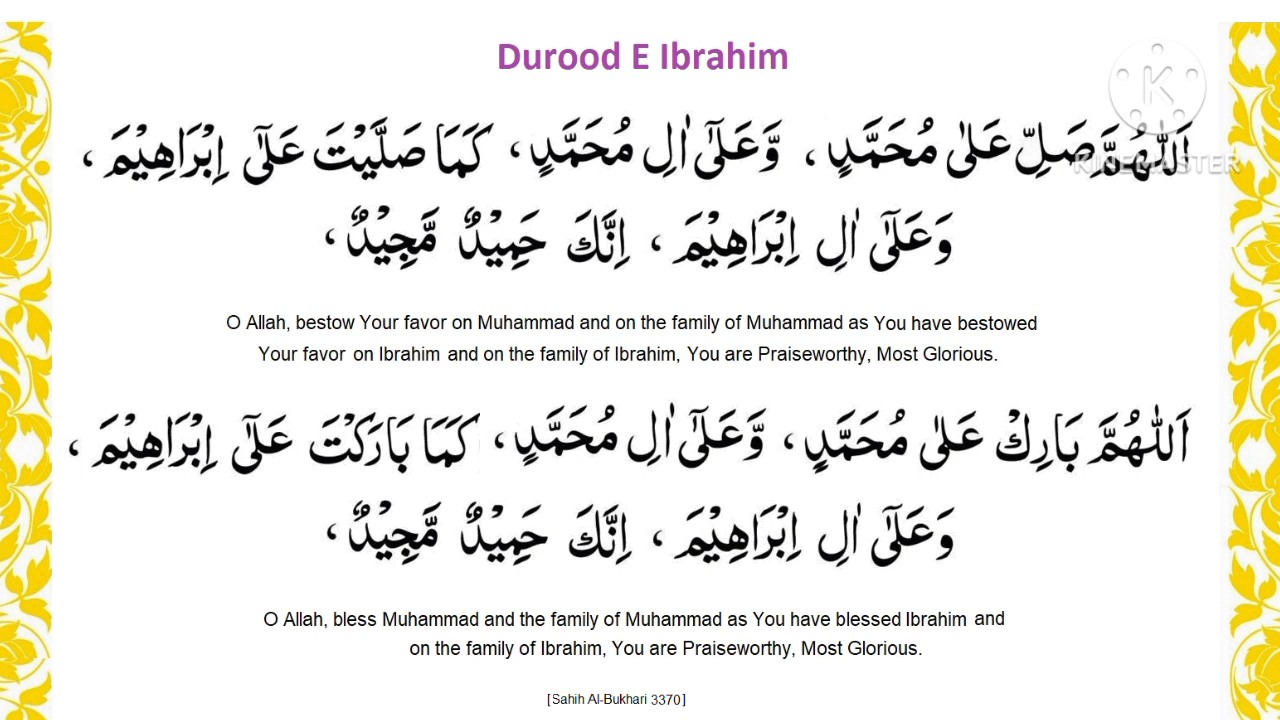 Durood E Ibrahim
K
KINEMASTER
اَللّٰهُمَّ صَلِّ عَلٰى مُحَمَّدٍ ، وَّعَلٰٓى اٰلِ مُحَمَّدٍ ، كَمَا صَلَّيْتَ عَلٰٓى اِبْرَاهِيْمَ ،
وَعَلٰٓى اٰلِ اِبْرَاهِيْمَ ، اِنَّكَ حَمِيْدٌ مَّجِيْدٌ ،
O Allah, bestow Your favor on Muhammad and on the family of Muhammad as You have bestowed
Your favor on Ibrahim and on the family of Ibrahim, You are Praiseworthy, Most Glorious.
اَللّٰهُمَّ بَارِكْ عَلٰى مُحَمَّدٍ ، وَّعَلٰٓى اٰلِ مُحَمَّدٍ ، كَمَا بَارَكْتَ عَلٰٓى اِبْرَاهِيْمَ ،
وَعَلٰٓى اٰلِ اِبْرَاهِيْمَ ، اِنَّكَ حَمِيْدٌ مَّجِيْدٌ ،
O Allah, bless Muhammad and the family of Muhammad as You have blessed Ibrahim and
on the family of Ibrahim, You are Praiseworthy, Most Glorious.
[Sahih Al-Bukhari 3370]